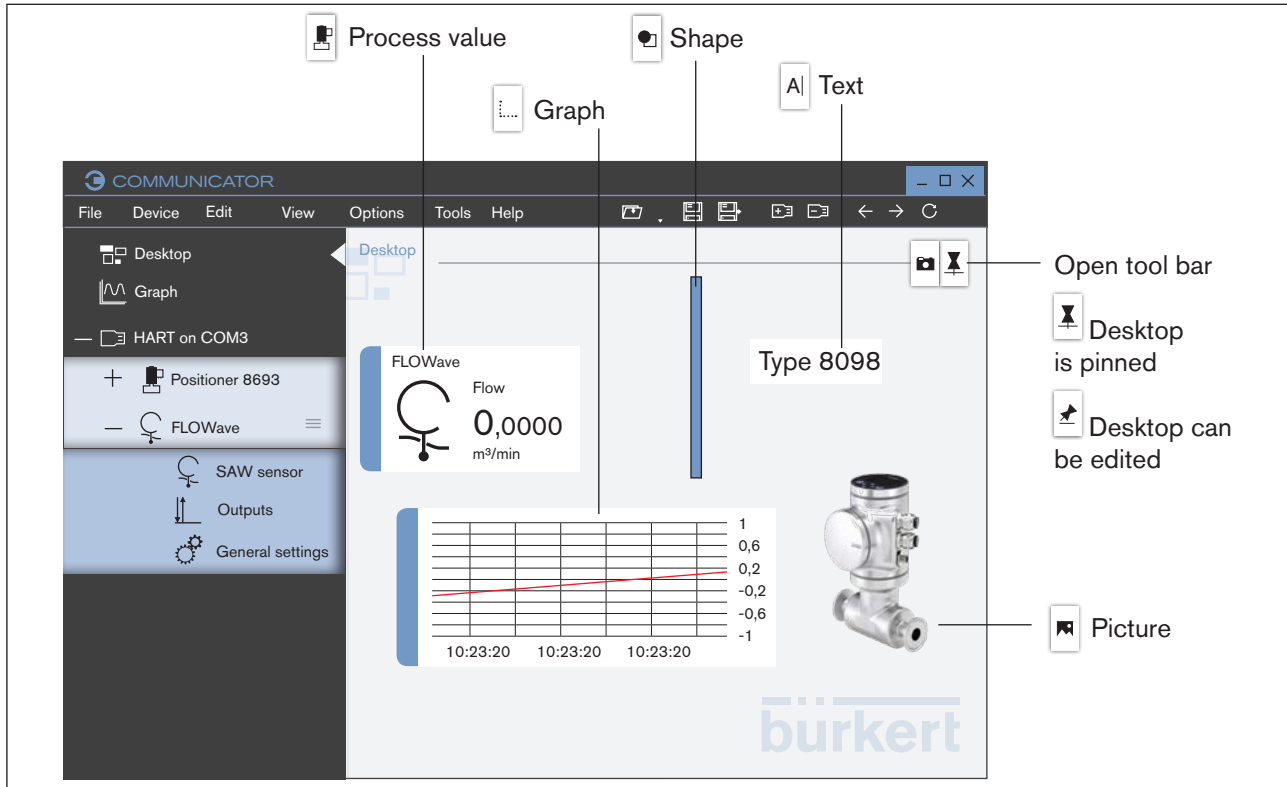 Process value
Shape
A| Text
Graph
COMMUNICATOR
File Device Edit View Options Tools Help
Desktop
Graph
HART on COM3
Positioner 8693
FLOWave
SAW sensor
Outputs
General settings
Desktop
FLOWave
Flow
0,0000
m³/min
Type 8098
1
0,6
0,2
-0,2
-0,6
-1
10:23:20 10:23:20 10:23:20
Open tool bar
Desktop
is pinned
Desktop can
be edited
Picture
burkert